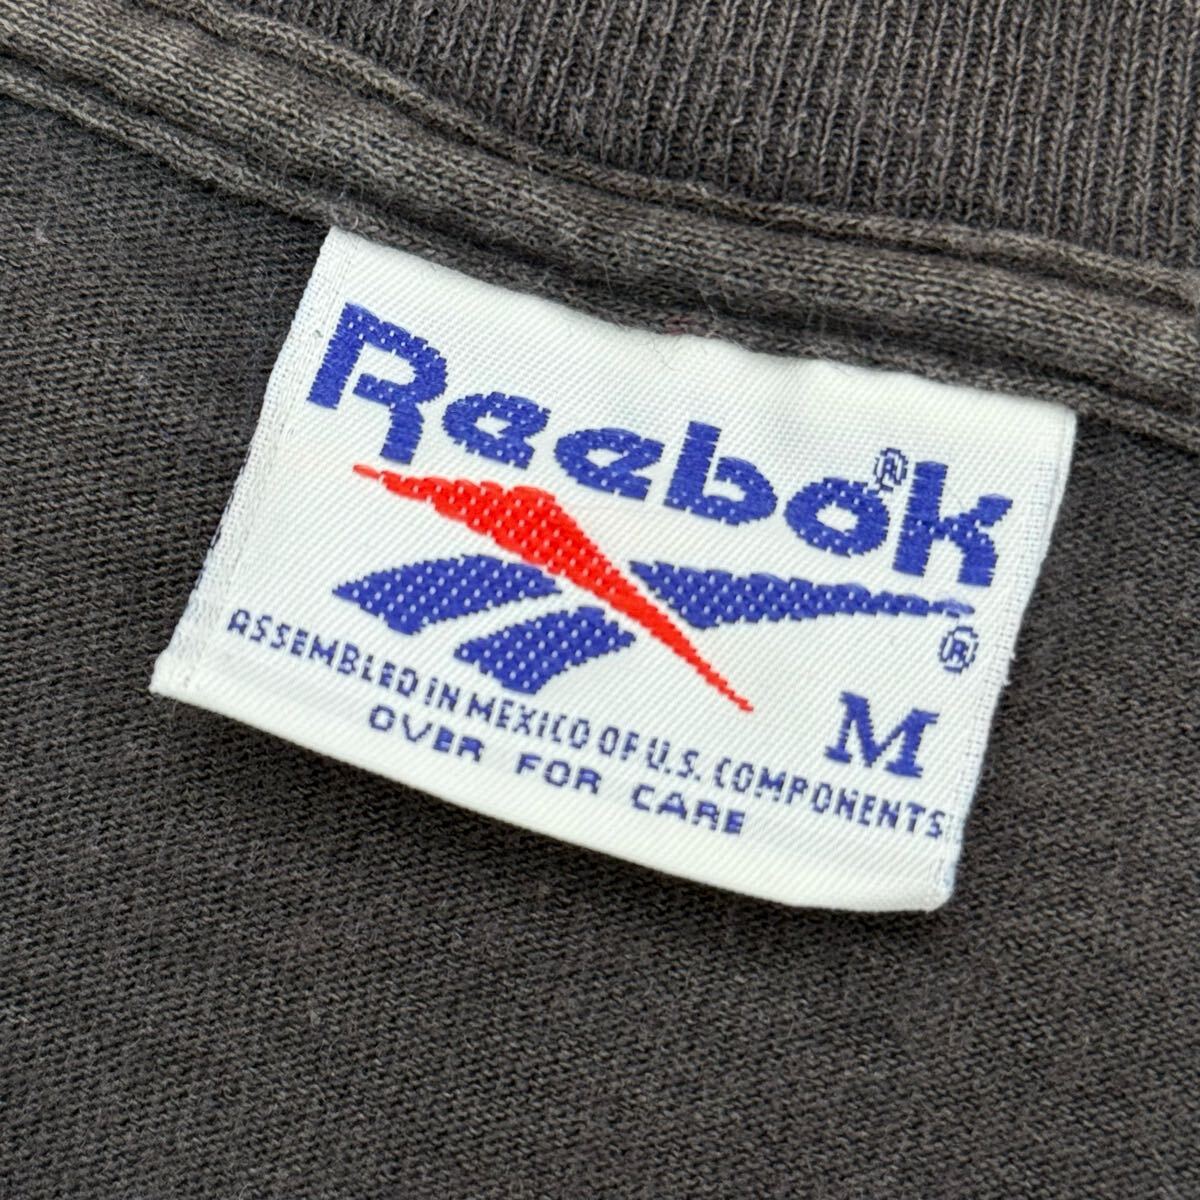 Reebok®
®
M
ASSEMBLED IN MEXICO OF U.S. COMPONENTS
OVER FOR CARE